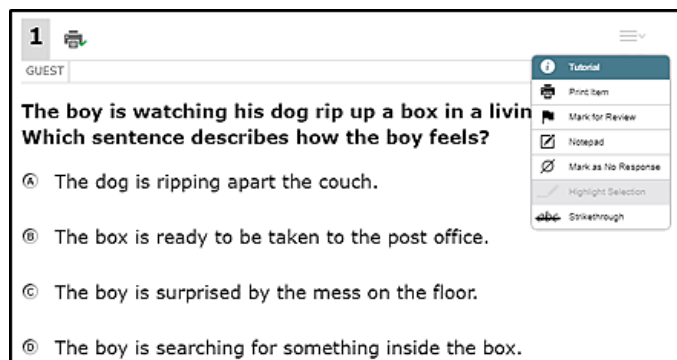 1
GUEST
The boy is watching his dog rip up a box in a livin
Which sentence describes how the boy feels?
A The dog is ripping apart the couch.
B The box is ready to be taken to the post office.
C The boy is surprised by the mess on the floor.
D The boy is searching for something inside the box.
Tutorial
Print Item
Mark for Review
Notepad
Mark as No Response
Highlight Selection
abc Strikethrough